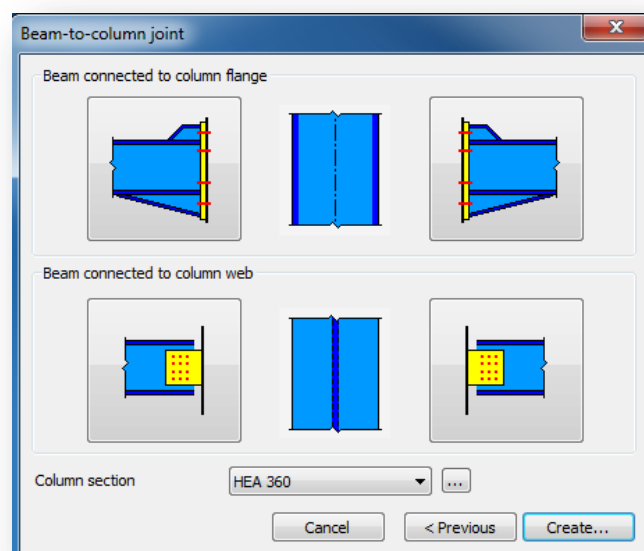 Beam-to-column joint
Beam connected to column flange
Beam connected to column web
Column section
HEA 360
...
Cancel
< Previous
Create...